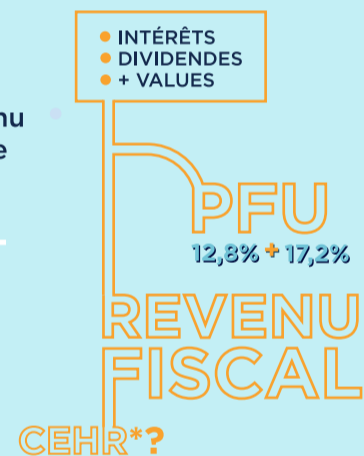 • INTÉRÊTS
• DIVIDENDES
• + VALUES
PFU
12,8% + 17,2%
REVENU
FISCAL
CEHR*?